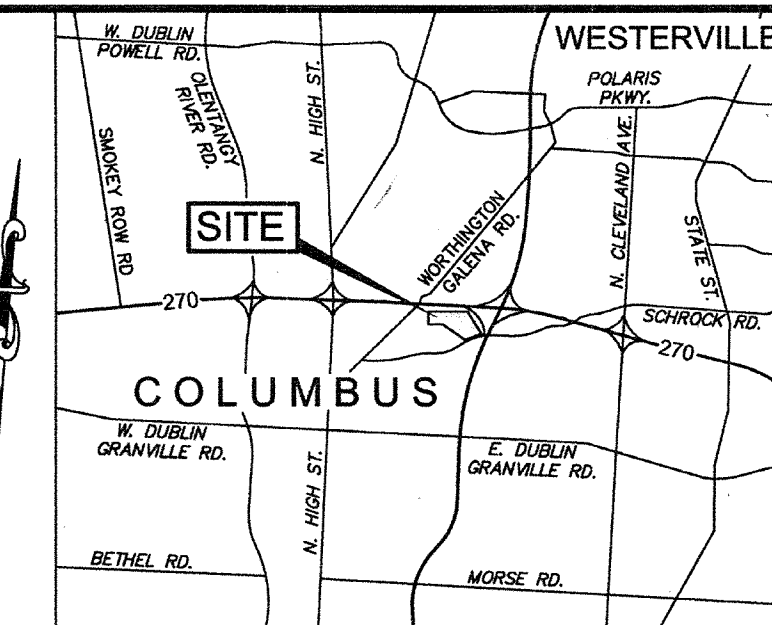 WESTERVILLE
W. DUBLIN
POWELL RD.
OLENTANGY
RIVER RD.
N. HIGH ST.
POLARIS
PKWY.
SMOKEY ROW RD
N. CLEVELAND AVE.
WORTHINGTON
GALENA RD.
STATE ST.
SITE
270
SCHROCK RD.
270
COLUMBUS
W. DUBLIN
GRANVILLE RD.
E. DUBLIN
GRANVILLE RD.
N. HIGH ST.
BETHEL RD.
MORSE RD.